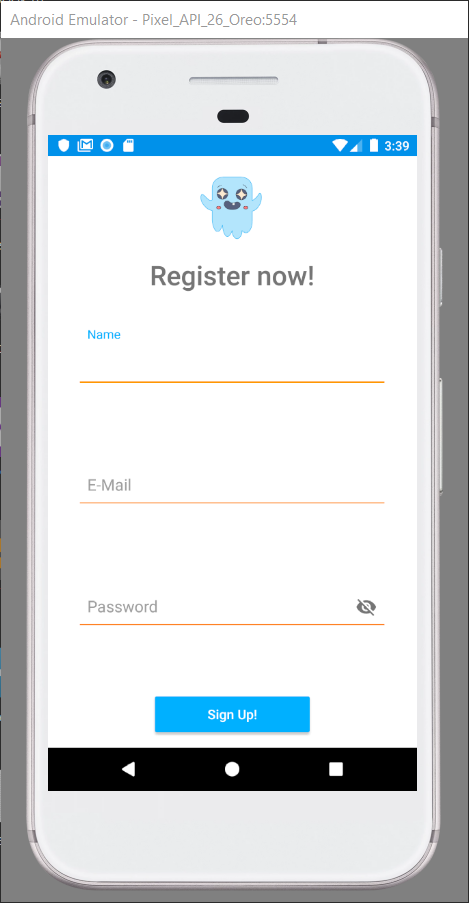 Android Emulator - Pixel_API_26_Oreo:5554
3:39
Register now!
Name
E-Mail
Password
Sign Up!